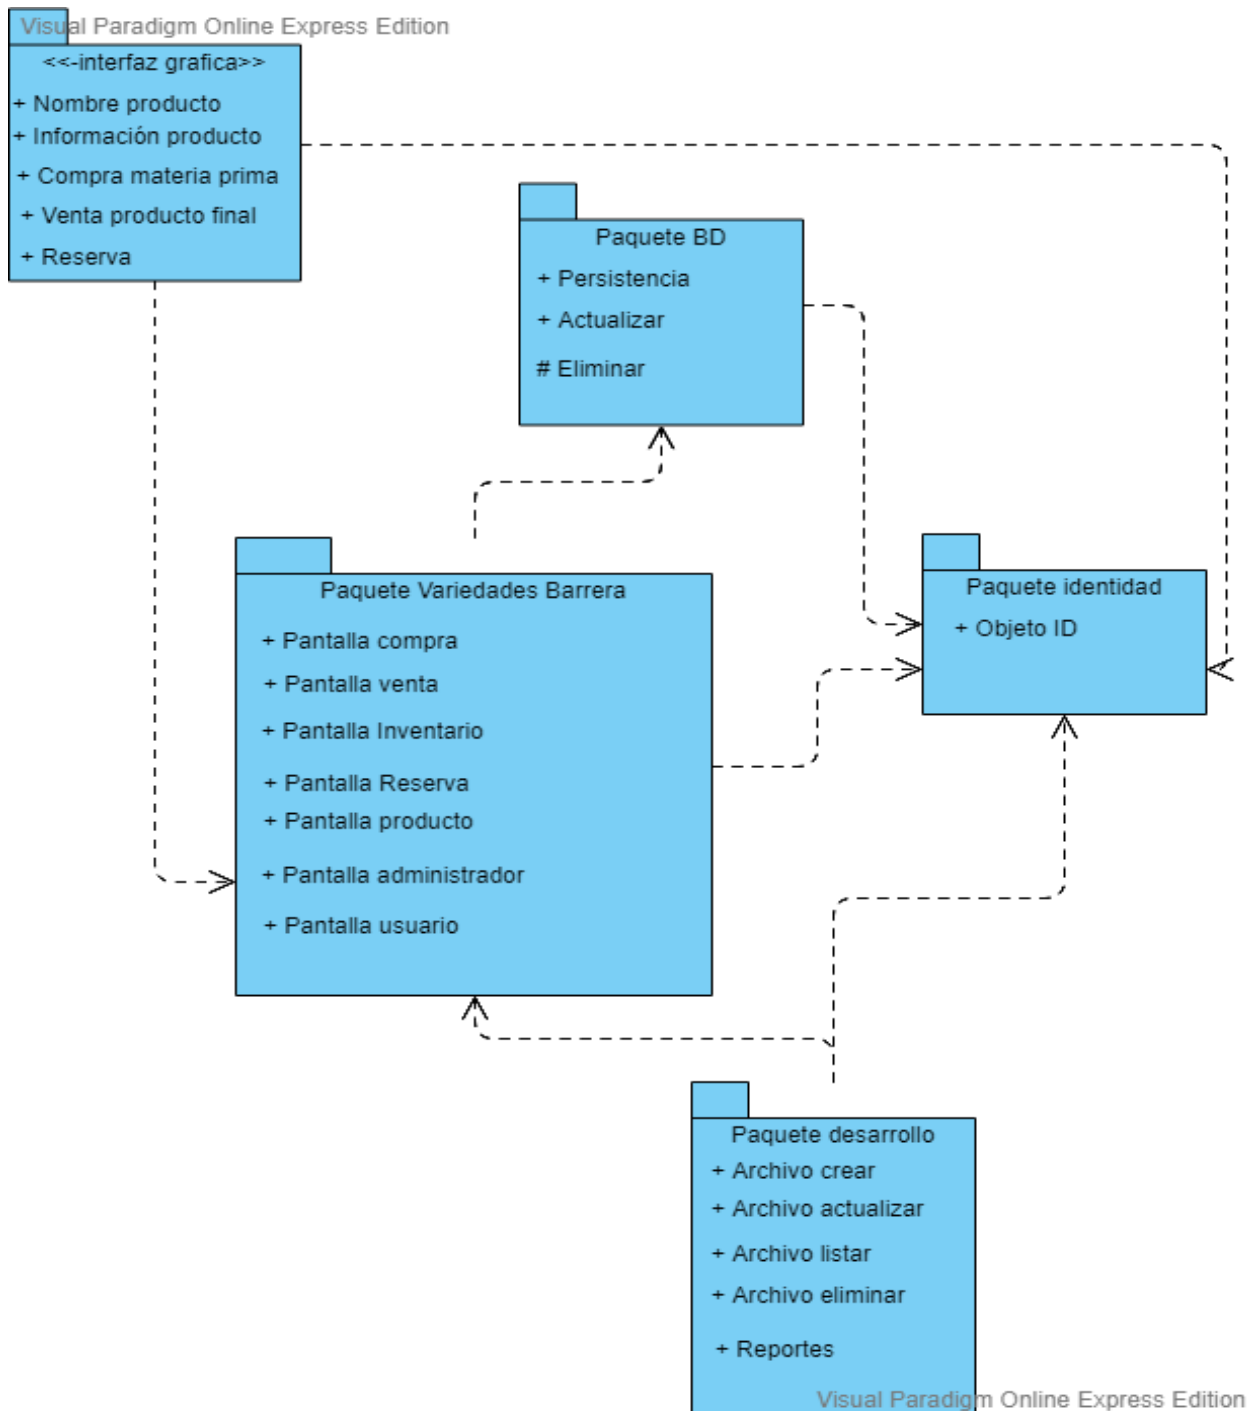 Visual Paradigm Online Express Edition
<<-interfaz grafica>>
+ Nombre producto
+ Información producto
+ Compra materia prima
+ Venta producto final
+ Reserva
Paquete BD
+ Persistencia
+ Actualizar
# Eliminar
Paquete Variedades Barrera
+ Pantalla compra
+ Pantalla venta
+ Pantalla Inventario
+ Pantalla Reserva
+ Pantalla producto
+ Pantalla administrador
+ Pantalla usuario
Paquete identidad
+ Objeto ID
Paquete desarrollo
+ Archivo crear
+ Archivo actualizar
+ Archivo listar
+ Archivo eliminar
+ Reportes
Visual Paradigm Online Express Edition